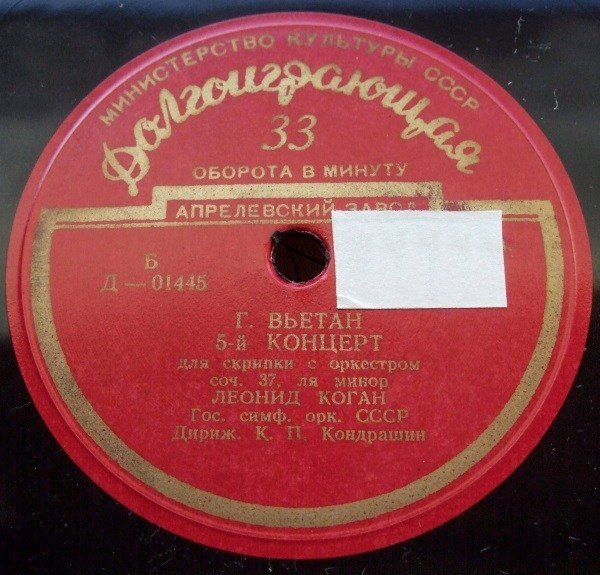 МИНИСТЕРСТВО КУЛЬТУРЫ СССР
Долгоиграющая
33
ОБОРОТА В МИНУТУ
АПРЕЛЕВСКИЙ ЗАВОД
Б
Д — 01445
Г. ВЬЕТАН
5-й КОНЦЕРТ
для скрипки с оркестром
соч. 37, ля минор
ЛЕОНИД КОГАН
Гос. симф. орк. СССР
Дириж. К. П. Кондрашин